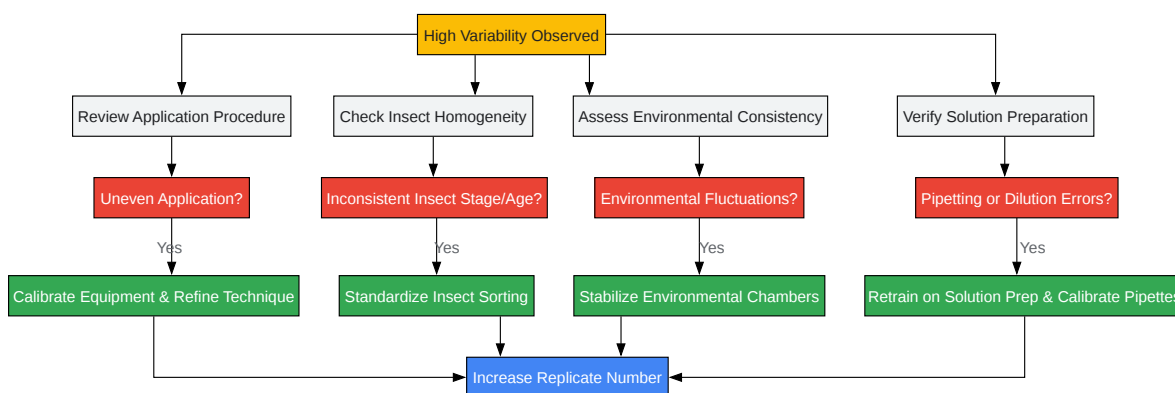 High Variability Observed
Review Application Procedure
Check Insect Homogeneity
Assess Environmental Consistency
Verify Solution Preparation
Uneven Application?
Inconsistent Insect Stage/Age?
Environmental Fluctuations?
Pipetting or Dilution Errors?
Yes
Yes
Yes
Yes
Calibrate Equipment & Refine Technique
Standardize Insect Sorting
Stabilize Environmental Chambers
Retrain on Solution Prep & Calibrate Pipettes
Increase Replicate Number